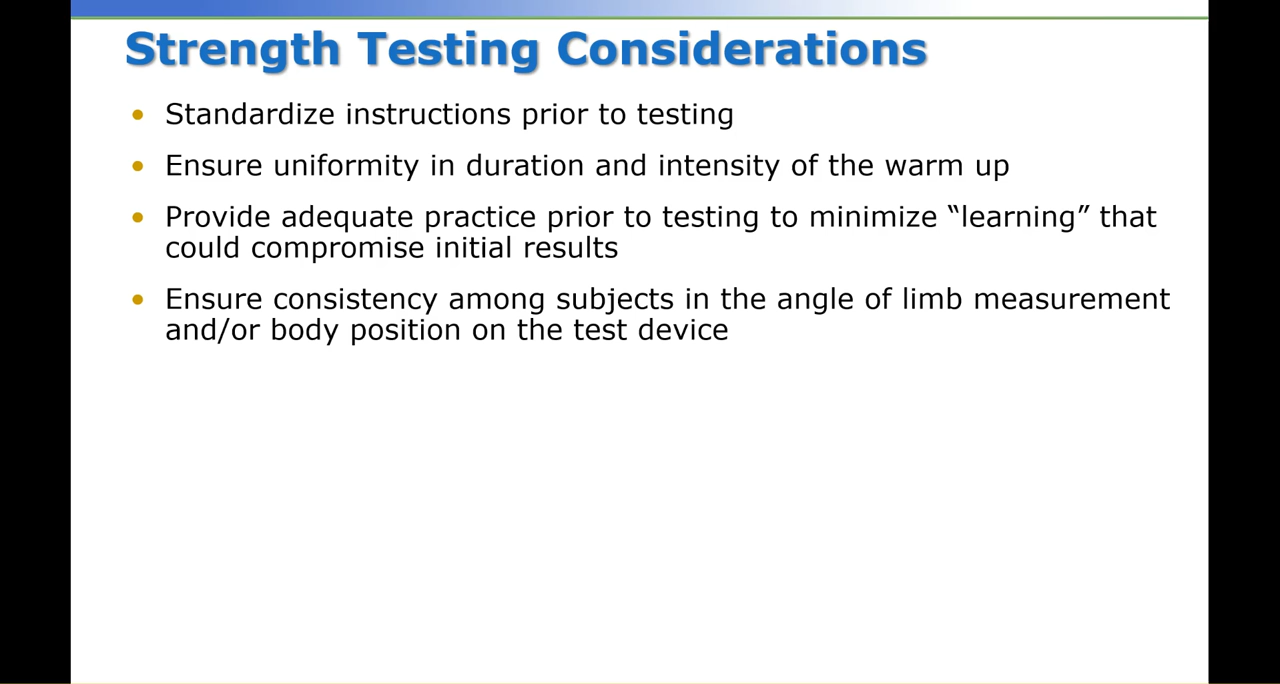 Strength Testing Considerations
• Standardize instructions prior to testing
• Ensure uniformity in duration and intensity of the warm up
• Provide adequate practice prior to testing to minimize “learning” that
could compromise initial results
• Ensure consistency among subjects in the angle of limb measurement
and/or body position on the test device